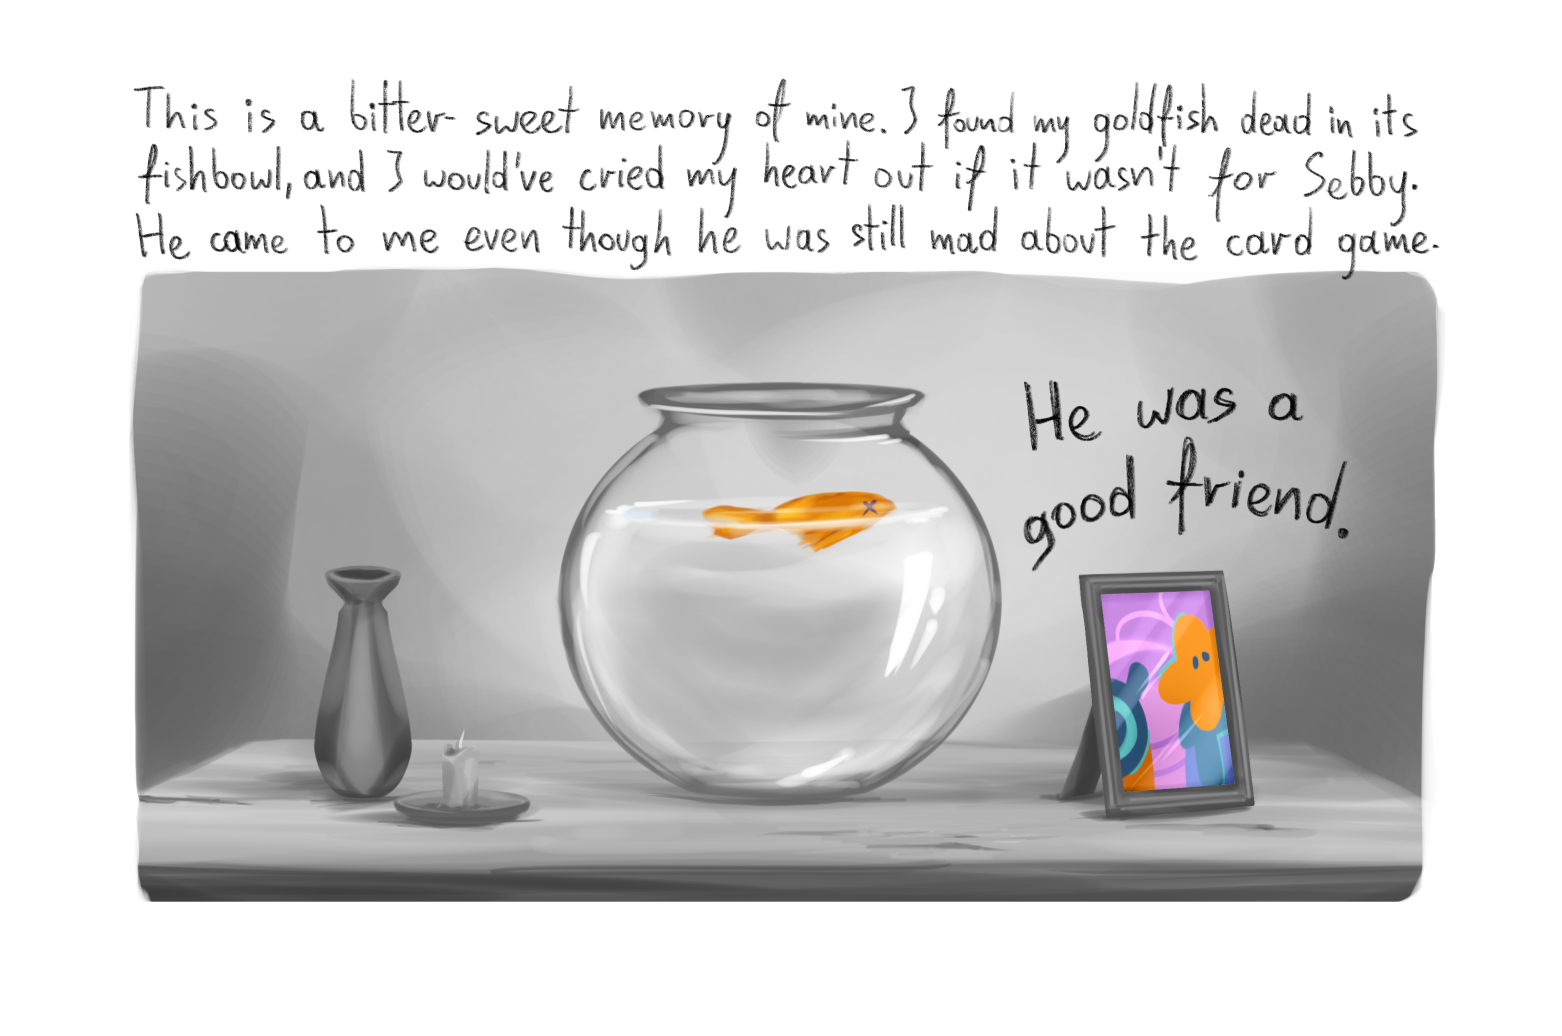 This is a bitter-sweet memory of mine. I found my goldfish dead in its
fishbowl, and I would've cried my heart out if it wasn't for Sebby.
He came to me even though he was still mad about the card game.
He was a
good friend.